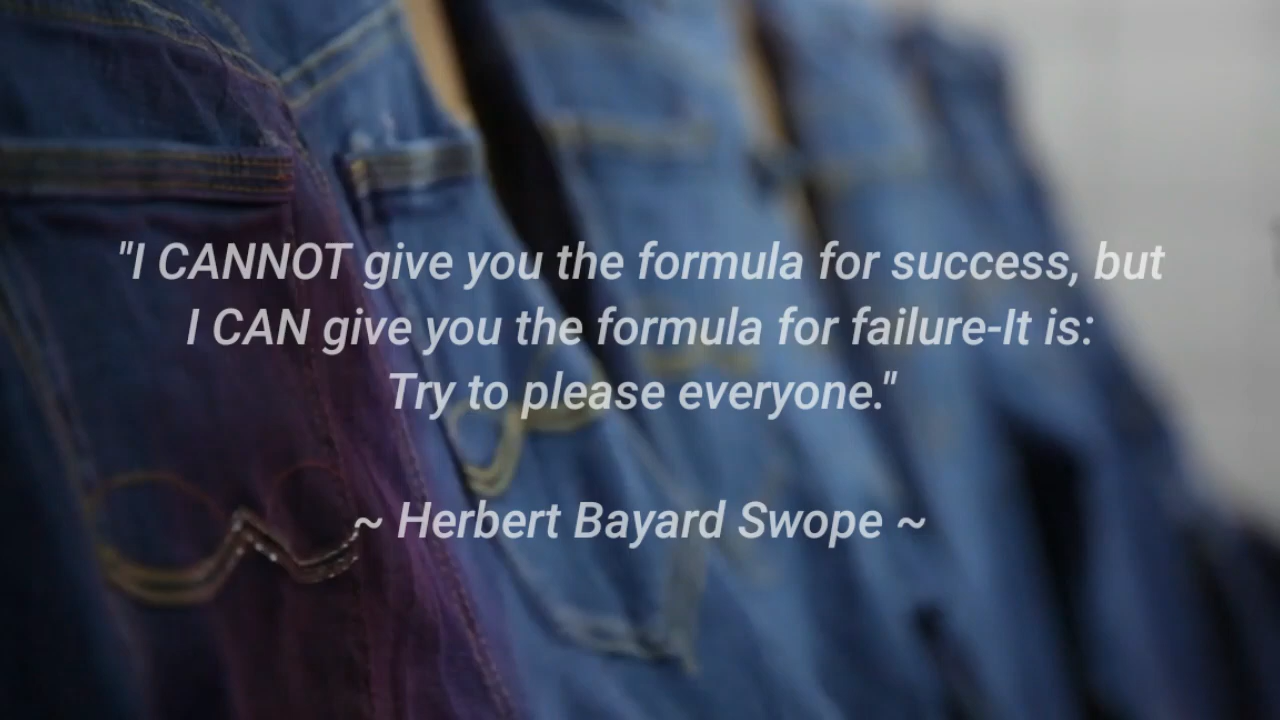 "I CANNOT give you the formula for success, but
I CAN give you the formula for failure-It is:
Try to please everyone."
~ Herbert Bayard Swope ~